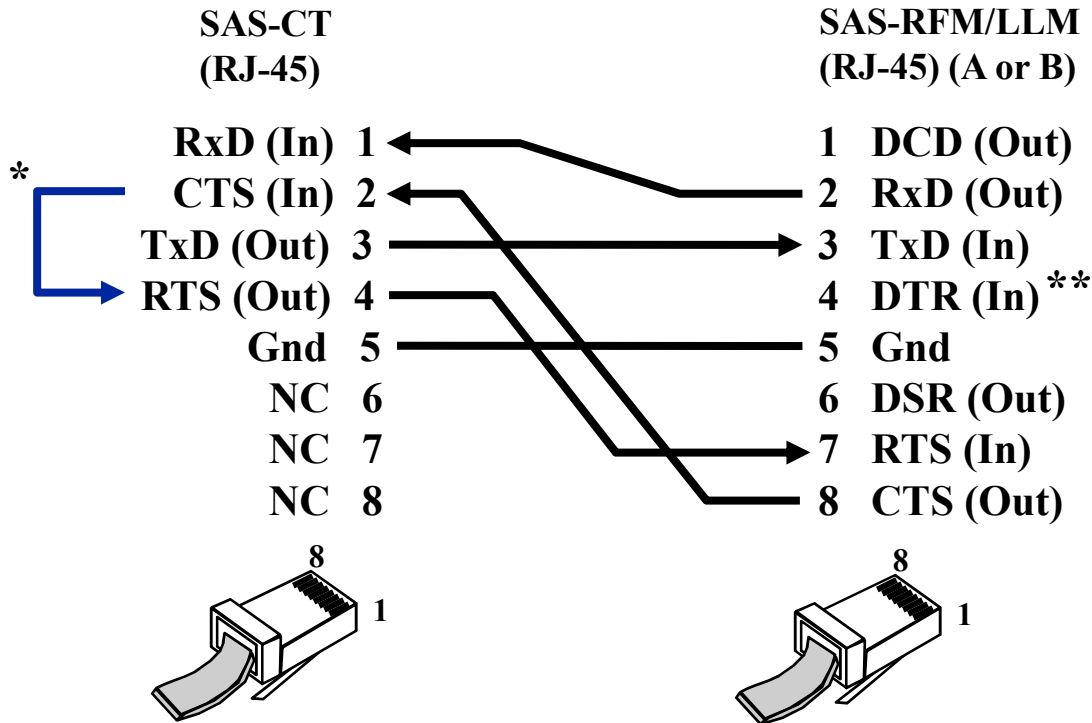 SAS-CT
(RJ-45)
SAS-RFM/LLM
(RJ-45) (A or B)
*
RxD (In) 1
CTS (In) 2
TxD (Out) 3
RTS (Out) 4
Gnd 5
NC 6
NC 7
NC 8
1 DCD (Out)
2 RxD (Out)
3 TxD (In)
4 DTR (In) **
5 Gnd
6 DSR (Out)
7 RTS (In)
8 CTS (Out)
8
1
8
1